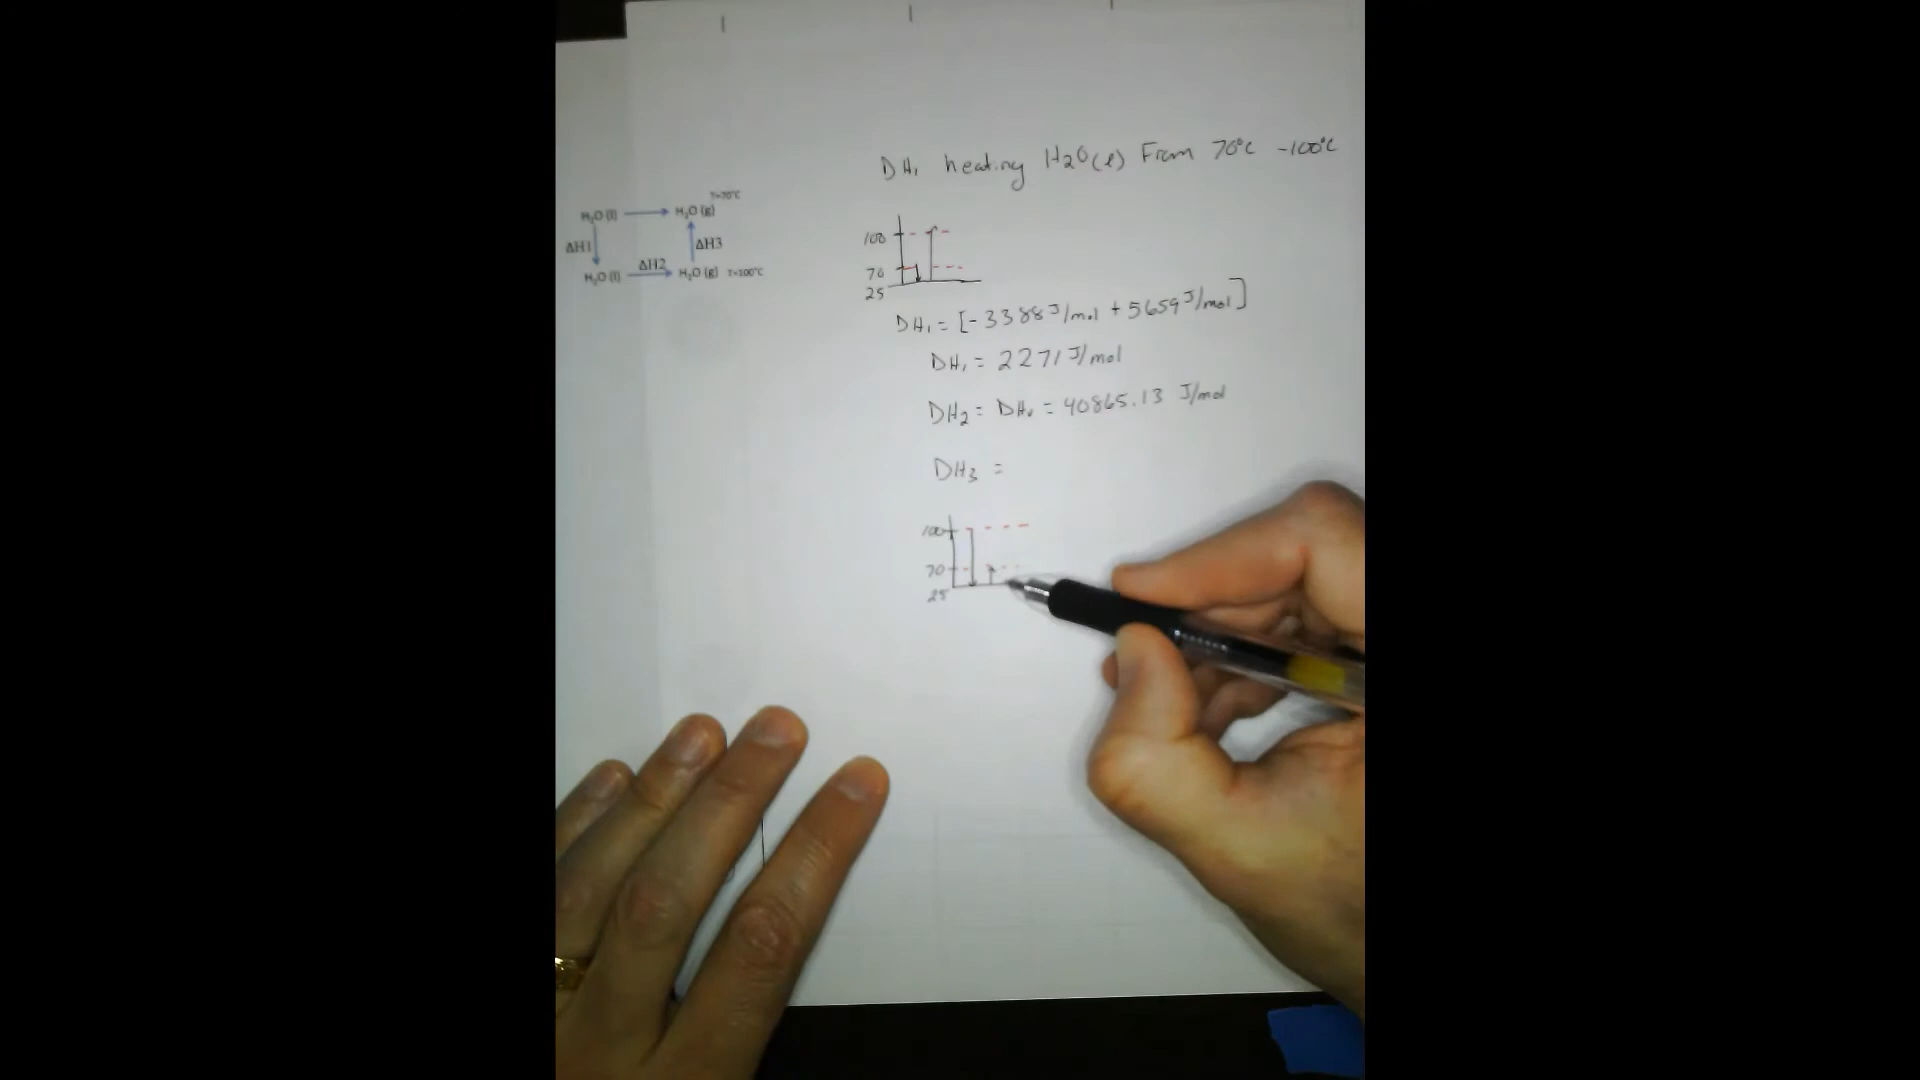 DH1 heating H2O(l) From 70°C -100°C
T=70°C
H2O (l) H2O (g)
ΔH1 ΔH3
ΔH2
H2O (l) H2O (g) T=100°C
100
70
25
DH1 = [-3388 J/mol + 5659 J/mol]
DH1 = 2271 J/mol
DH2 = DHv = 40865.13 J/mol
DH3 =
100
70
25